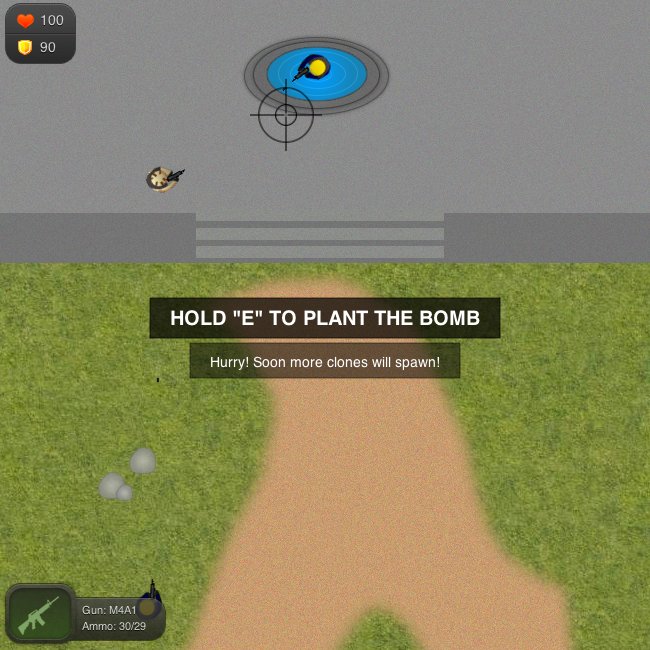 100
90
HOLD "E" TO PLANT THE BOMB
Hurry! Soon more clones will spawn!
Gun: M4A1
Ammo: 30/29